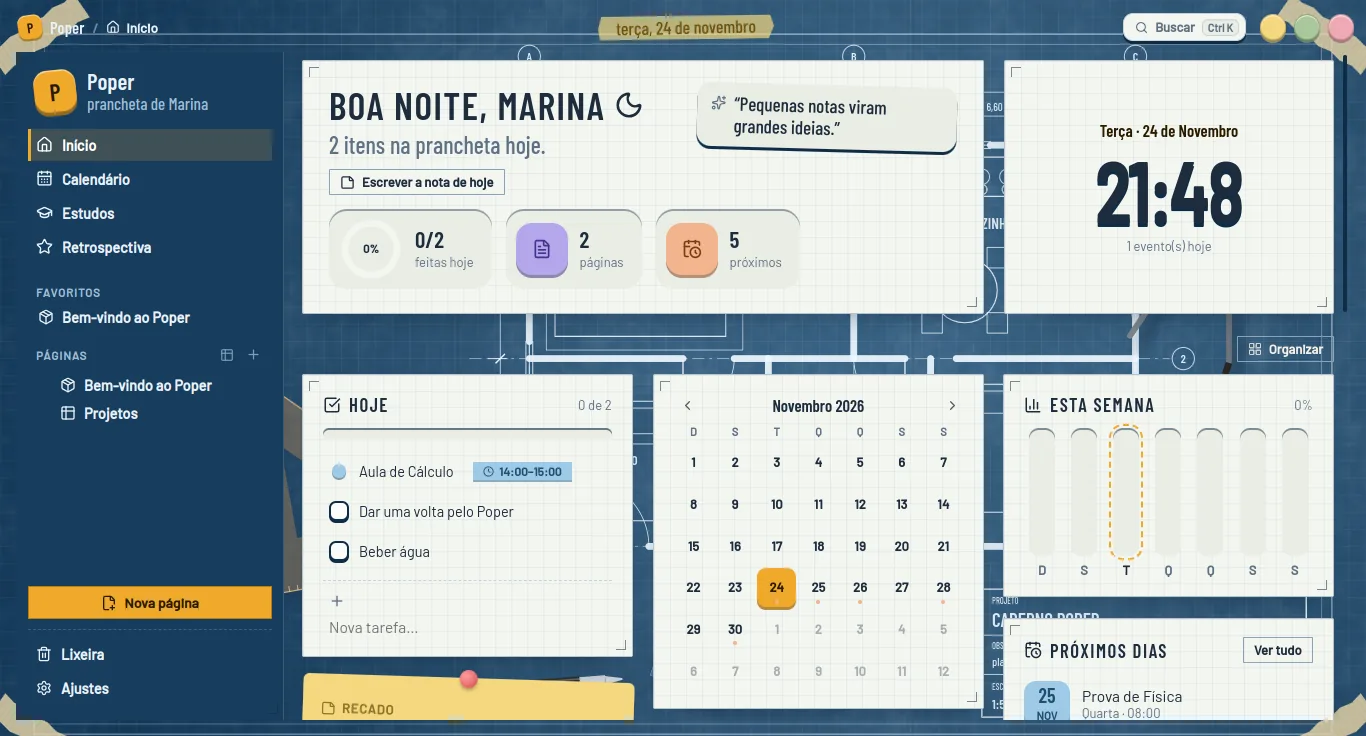 P Poper / Início
terça, 24 de novembro
Buscar Ctrl K
P
Poper
prancheta de Marina
Início
Calendário
Estudos
Retrospectiva
FAVORITOS
Bem-vindo ao Poper
PÁGINAS
Bem-vindo ao Poper
Projetos
Nova página
Lixeira
Ajustes
A B C
BOA NOITE, MARINA
2 itens na prancheta hoje.
“Pequenas notas viram
grandes ideias.”
Escrever a nota de hoje
0%
0/2
feitas hoje
2
páginas
5
próximos
6,60
Terça · 24 de Novembro
21:48
1 evento(s) hoje
2
Organizar
HOJE
0 de 2
Aula de Cálculo 14:00–15:00
Dar uma volta pelo Poper
Beber água
Nova tarefa...
RECADO
Novembro 2026
D S T Q Q S S
1 2 3 4 5 6 7
8 9 10 11 12 13 14
15 16 17 18 19 20 21
22 23 24 25 26 27 28
29 30 1 2 3 4 5
6 7 8 9 10 11 12
ESTA SEMANA
0%
D S T Q Q S S
PROJETO
CADERNO POPER
PRÓXIMOS DIAS
Ver tudo
25
NOV
Prova de Física
Quarta · 08:00